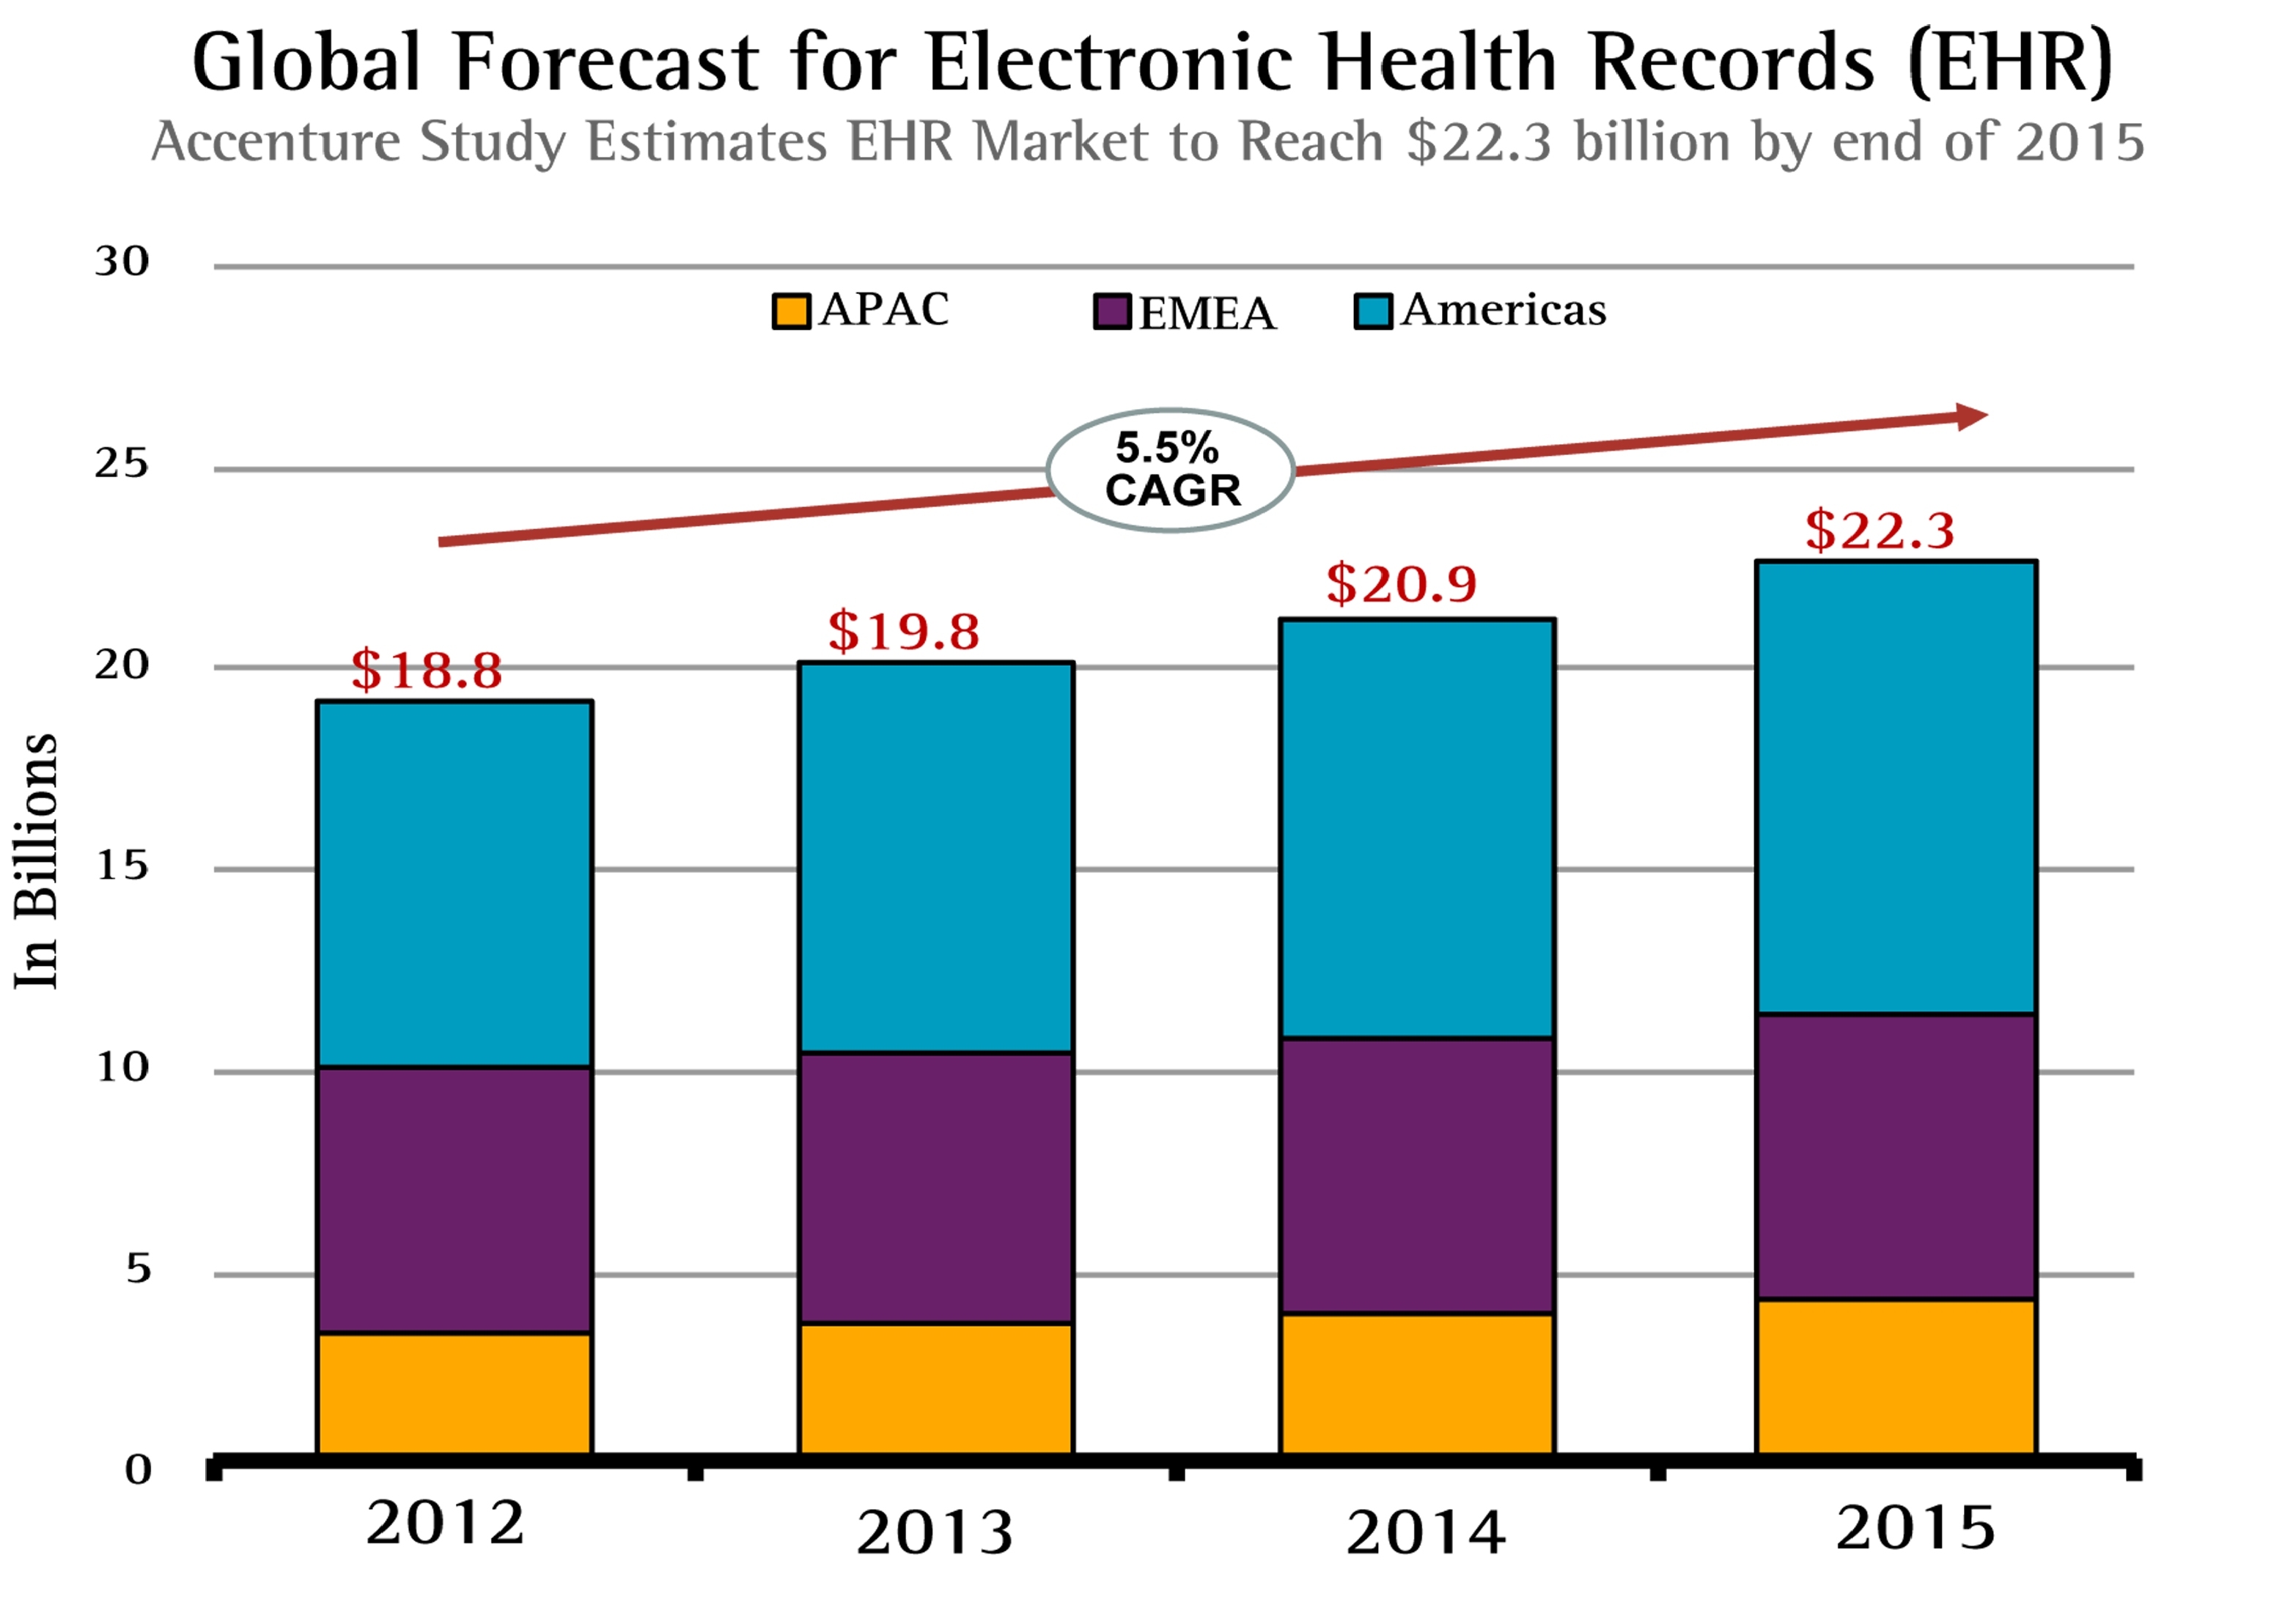 Global Forecast for Electronic Health Records (EHR)
Accenture Study Estimates EHR Market to Reach $22.3 billion by end of 2015
30
APAC EMEA Americas
5.5%
CAGR
25
$22.3
$20.9
$19.8
$18.8
20
In Billions
15
10
5
0
2012 2013 2014 2015